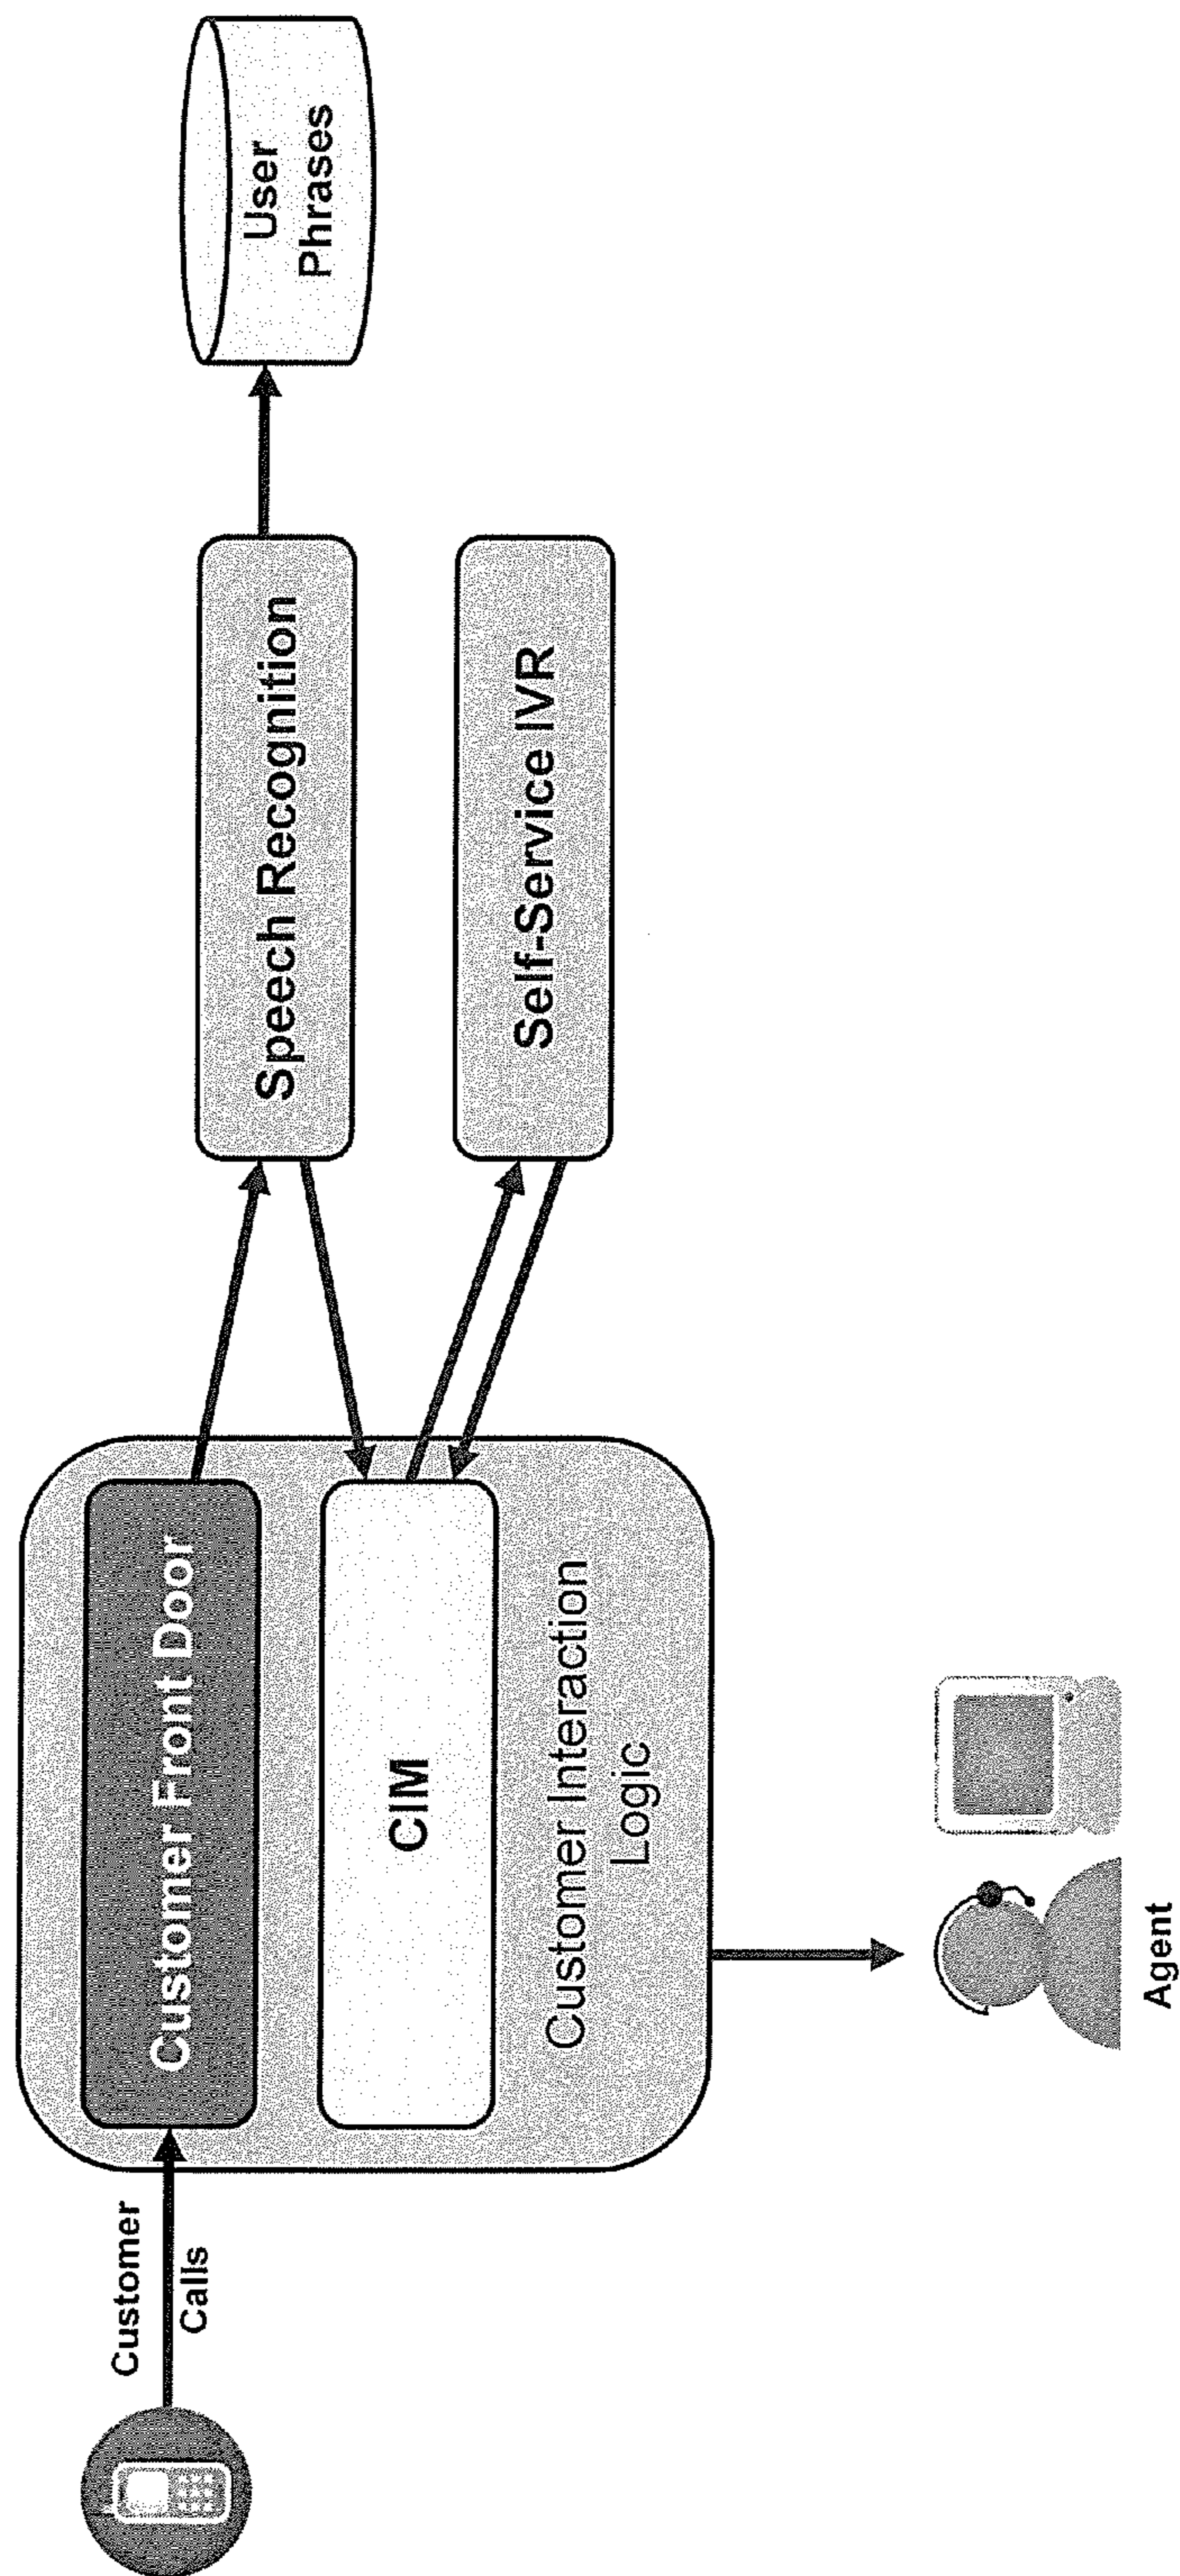 Customer
Calls
Customer Front Door
CIM
Customer Interaction
Logic
Speech Recognition
Self-Service IVR
User
Phrases
Agent